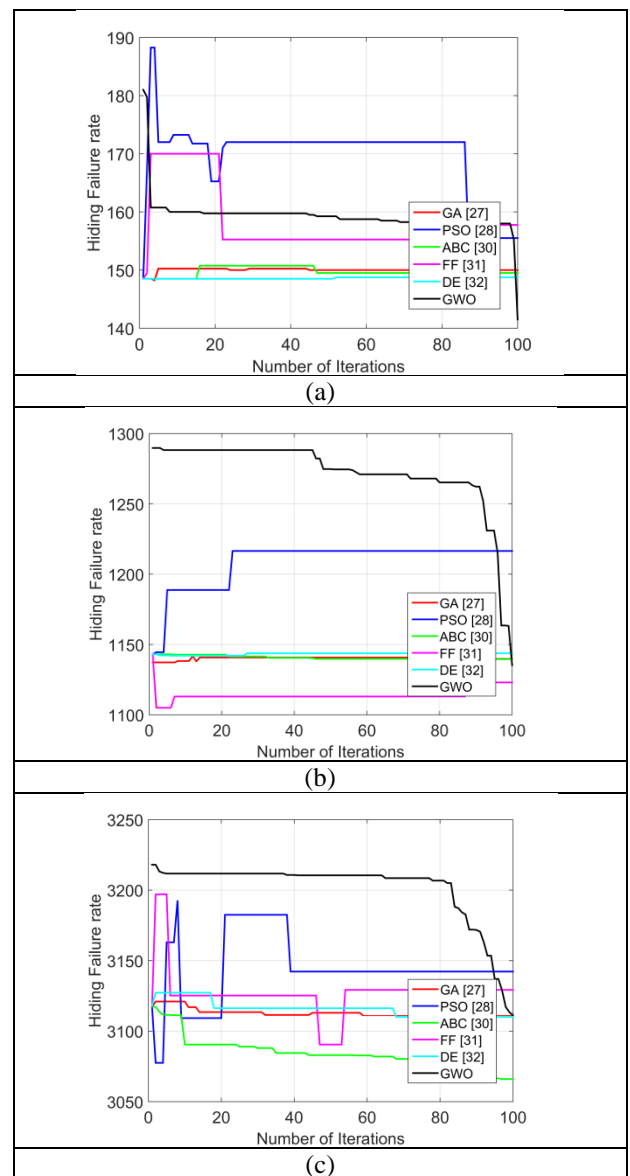 190
180
170
160
150
140
Hiding Failure rate
GA [27]
PSO [28]
ABC [30]
FF [31]
DE [32]
GWO
0 20 40 60 80 100
Number of Iterations
(a)
1300
1250
1200
1150
1100
Hiding Failure rate
GA [27]
PSO [28]
ABC [30]
FF [31]
DE [32]
GWO
0 20 40 60 80 100
Number of Iterations
(b)
3250
3200
3150
3100
3050
Hiding Failure rate
GA [27]
PSO [28]
ABC [30]
FF [31]
DE [32]
GWO
0 20 40 60 80 100
Number of Iterations
(c)